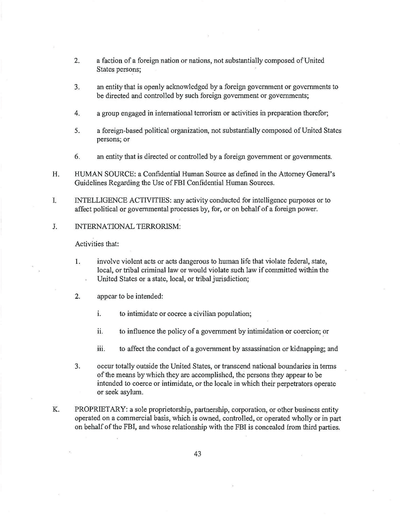 2. a faction of a foreign nation or nations, not substantially composed of United
States persons;
3. an entity that is openly acknowledged by a foreign government or governments to
be directed and controlled by such foreign government or governments;
4. a group engaged in international terrorism or activities in preparation therefor;
5. a foreign-based political organization, not substantially composed of United States
persons; or
6. an entity that is directed or controlled by a foreign government or governments.
H. HUMAN SOURCE: a Confidential Human Source as defined in the Attorney General's
Guidelines Regarding the Use of FBI Confidential Human Sources.
I. INTELLIGENCE ACTIVITIES: any activity conducted for intelligence purposes or to
affect political or governmental processes by, for, or on behalf of a foreign power.
J. INTERNATIONAL TERRORISM:
Activities that:
1. involve violent acts or acts dangerous to human life that violate federal, state,
local, or tribal criminal law or would violate such law if committed within the
United States or a state, local, or tribal jurisdiction;
2. appear to be intended:
i. to intimidate or coerce a civilian population;
ii. to influence the policy of a government by intimidation or coercion; or
iii. to affect the conduct of a government by assassination or kidnapping; and
3. occur totally outside the United States, or transcend national boundaries in terms
of the means by which they are accomplished, the persons they appear to be
intended to coerce or intimidate, or the locale in which their perpetrators operate
or seek asylum.
K. PROPRIETARY: a sole proprietorship, partnership, corporation, or other business entity
operated on a commercial basis, which is owned, controlled, or operated wholly or in part
on behalf of the FBI, and whose relationship with the FBI is concealed from third parties.
43